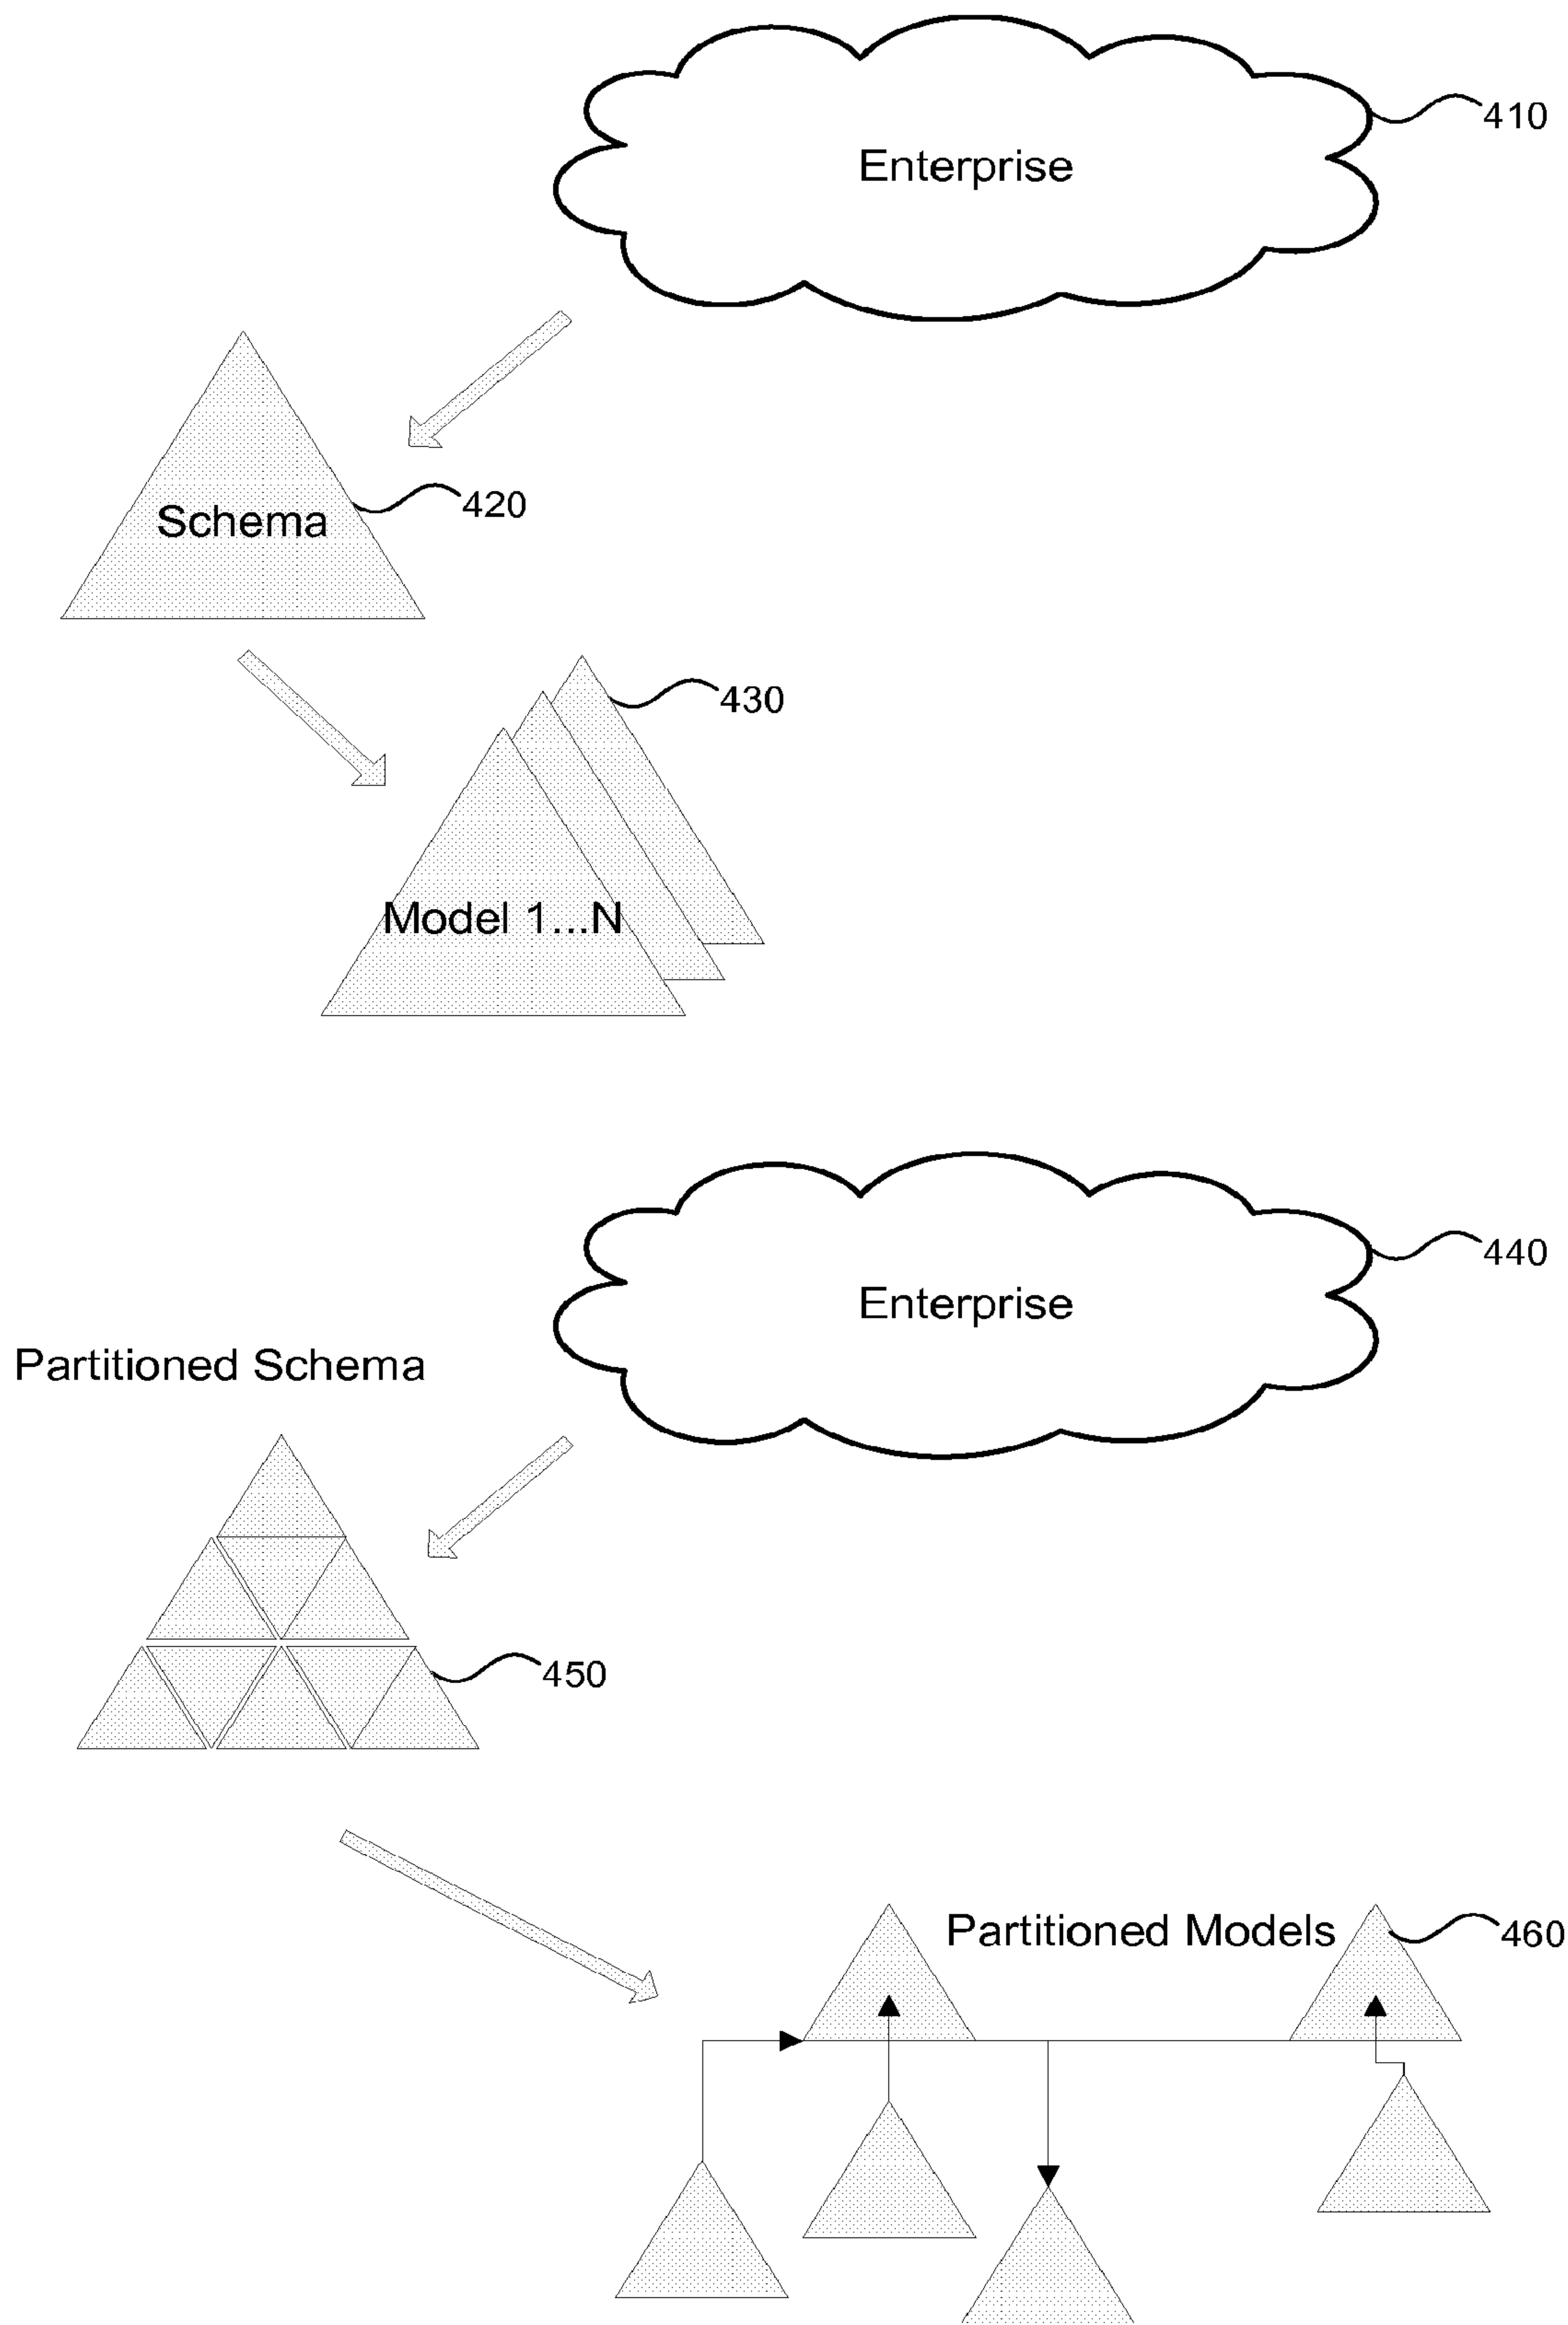 410
Enterprise
420
Schema
430
Model 1...N
440
Enterprise
Partitioned Schema
450
Partitioned Models
460